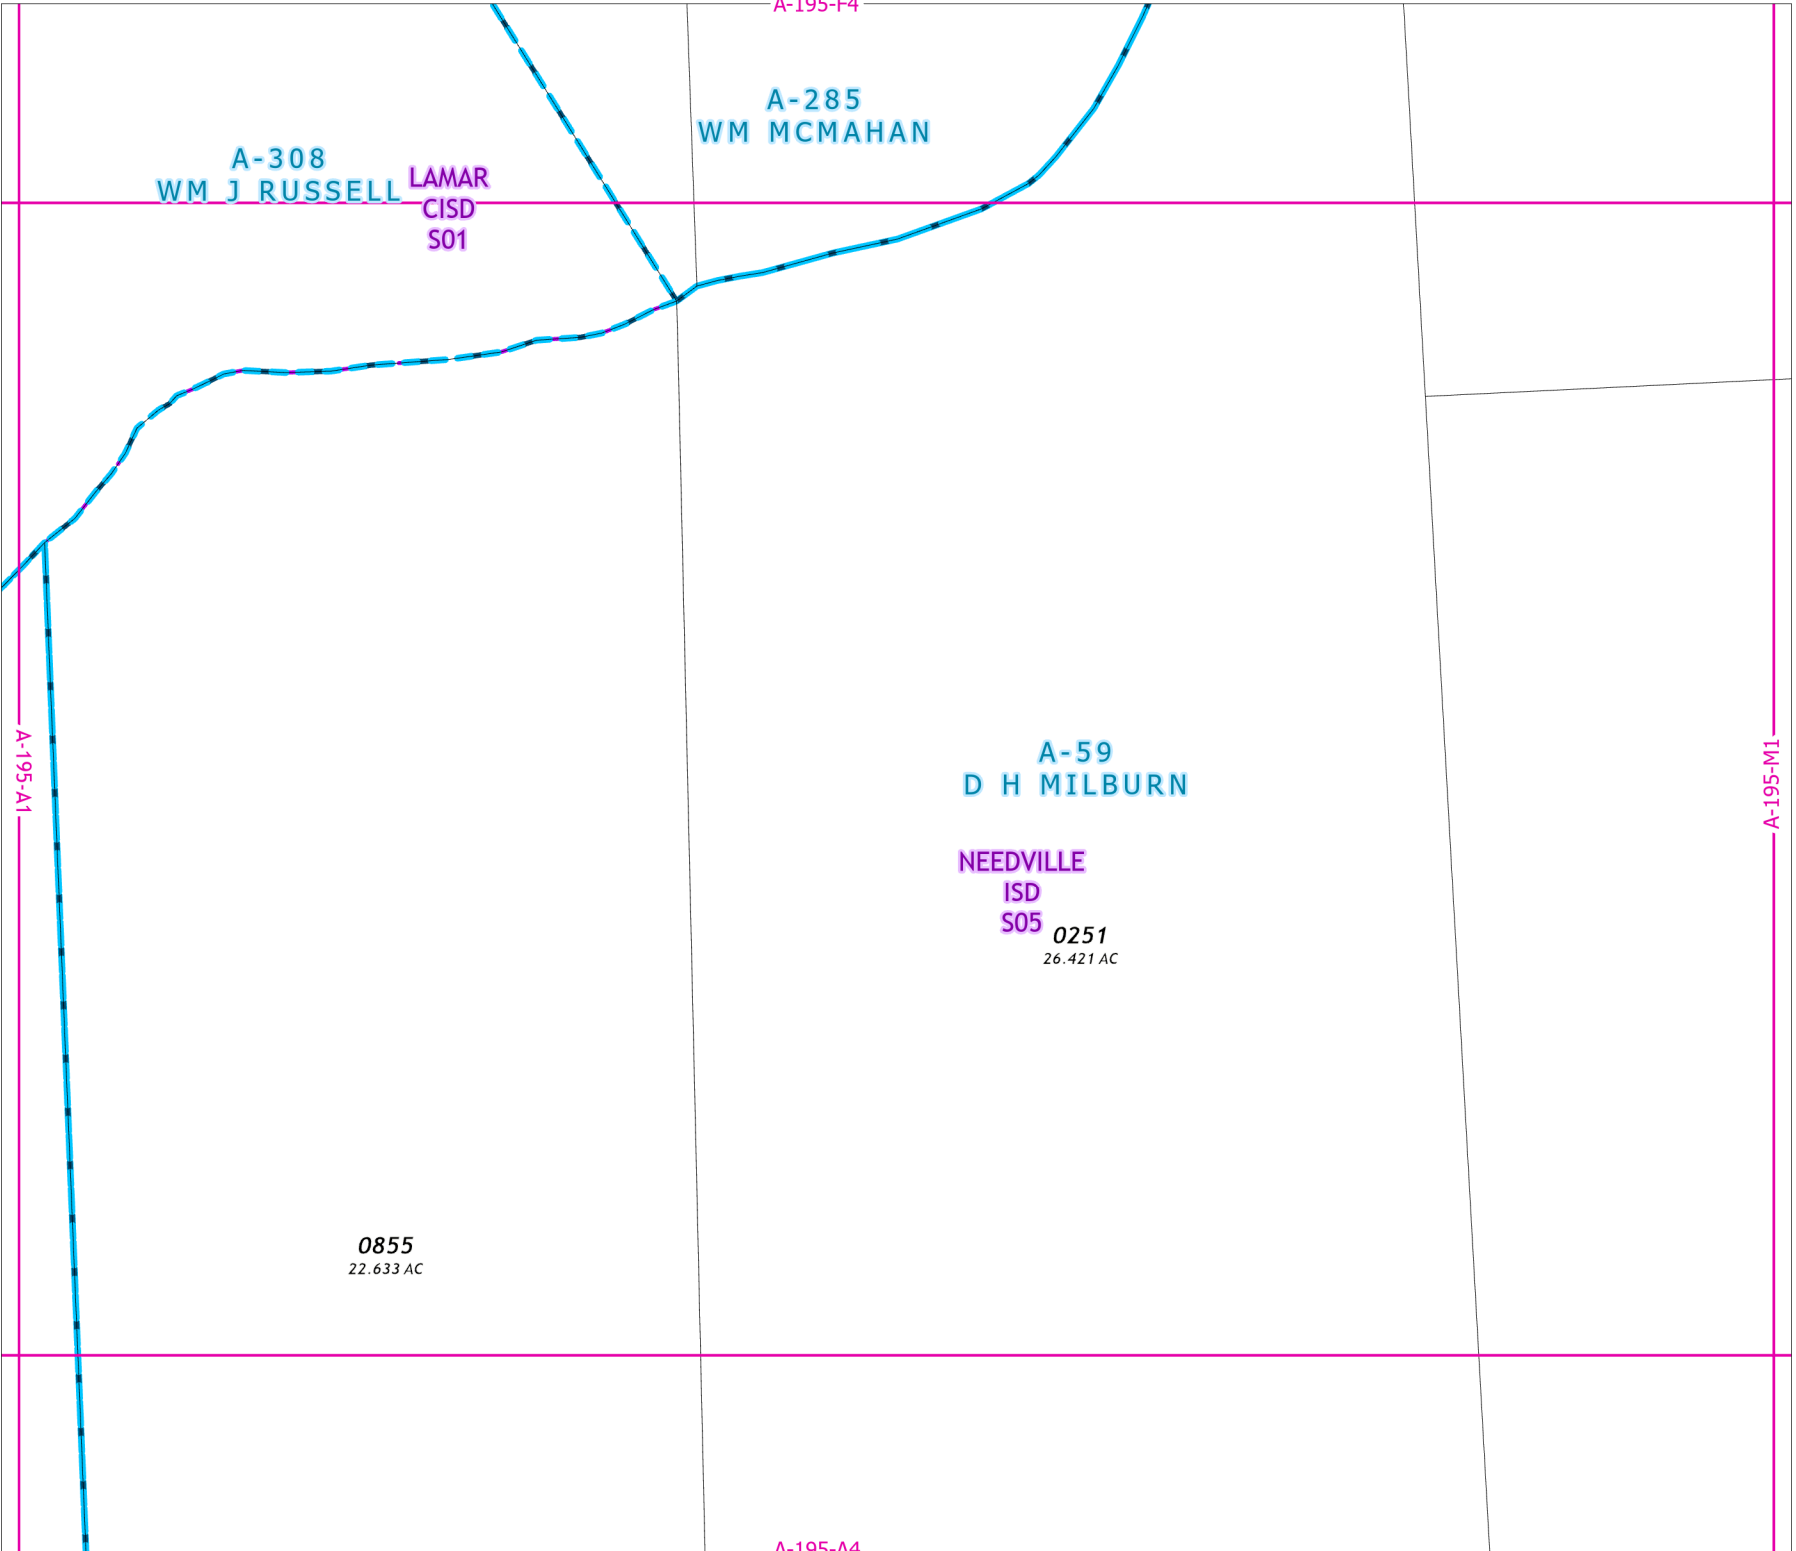 A-195-F4
A-285
WM MCMAHAN
A-308
WM J RUSSELL
LAMAR
CISD
S01
A-195-A1
A-195-M1
A-59
D H MILBURN
NEEDVILLE
ISD
S05
0251
26.421 AC
0855
22.633 AC
A-195-A4